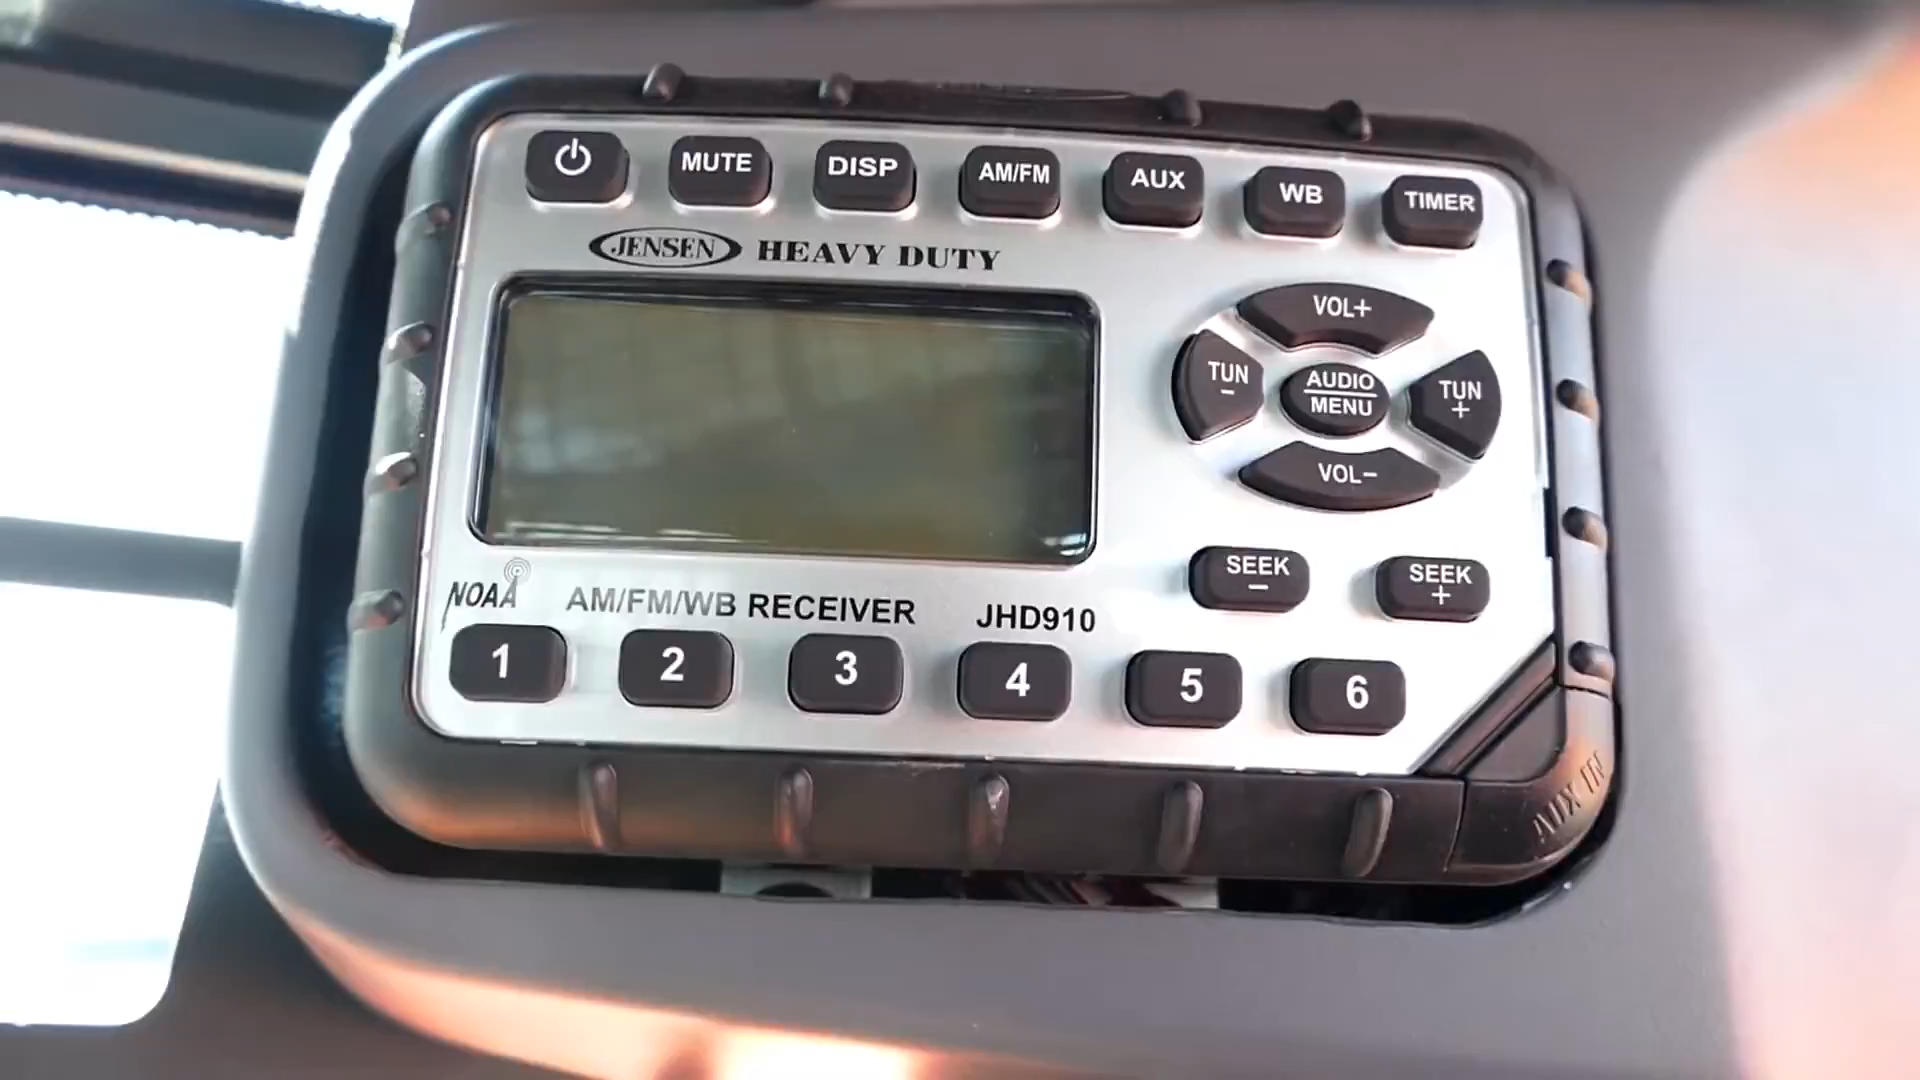 MUTE DISP AM/FM AUX WB TIMER
JENSEN HEAVY DUTY
VOL+
TUN
−
AUDIO
MENU
TUN
+
VOL−
SEEK
−
SEEK
+
NOAA AM/FM/WB RECEIVER JHD910
1 2 3 4 5 6
AUX IN